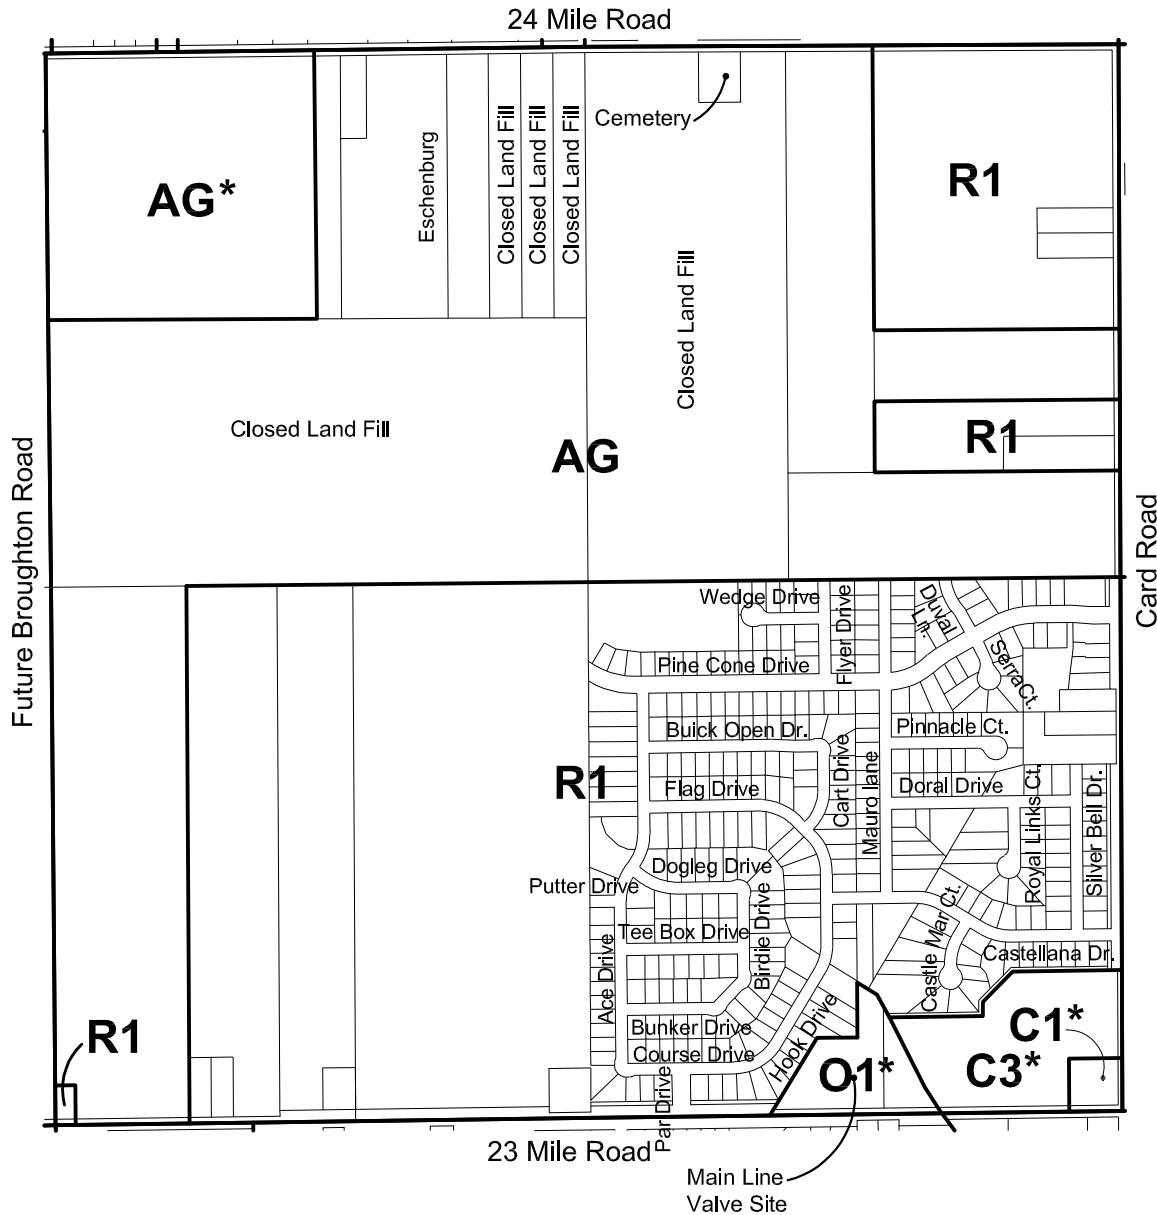 24 Mile Road
Cemetery
AG*
Eschenburg
Closed Land Fill
Closed Land Fill
Closed Land Fill
Closed Land Fill
Closed Land Fill
R1
Closed Land Fill
AG
R1
Future Broughton Road
Card Road
Wedge Drive
Flyer Drive
Duval
Ln.
Pine Cone Drive
SerraCt.
Buick Open Dr.
Pinnacle Ct.
R1
Flag Drive
Cart Drive
Mauro lane
Doral Drive
Royal Links Ct.
Silver Bell Dr.
Dogleg Drive
Putter Drive
Birdie Drive
Tee Box Drive
Ace Drive
Castle Mar Ct.
Castellana Dr.
R1
Bunker Drive
Course Drive
Hook Drive
O1*
C1*
C3*
Par Drive
23 Mile Road
Main Line
Valve Site